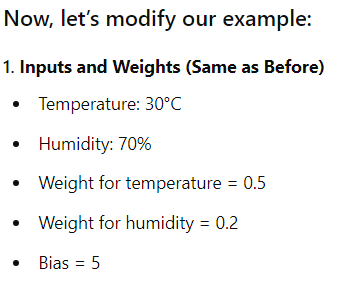 Now, let’s modify our example:
1. Inputs and Weights (Same as Before)
• Temperature: 30°C
• Humidity: 70%
• Weight for temperature = 0.5
• Weight for humidity = 0.2
• Bias = 5